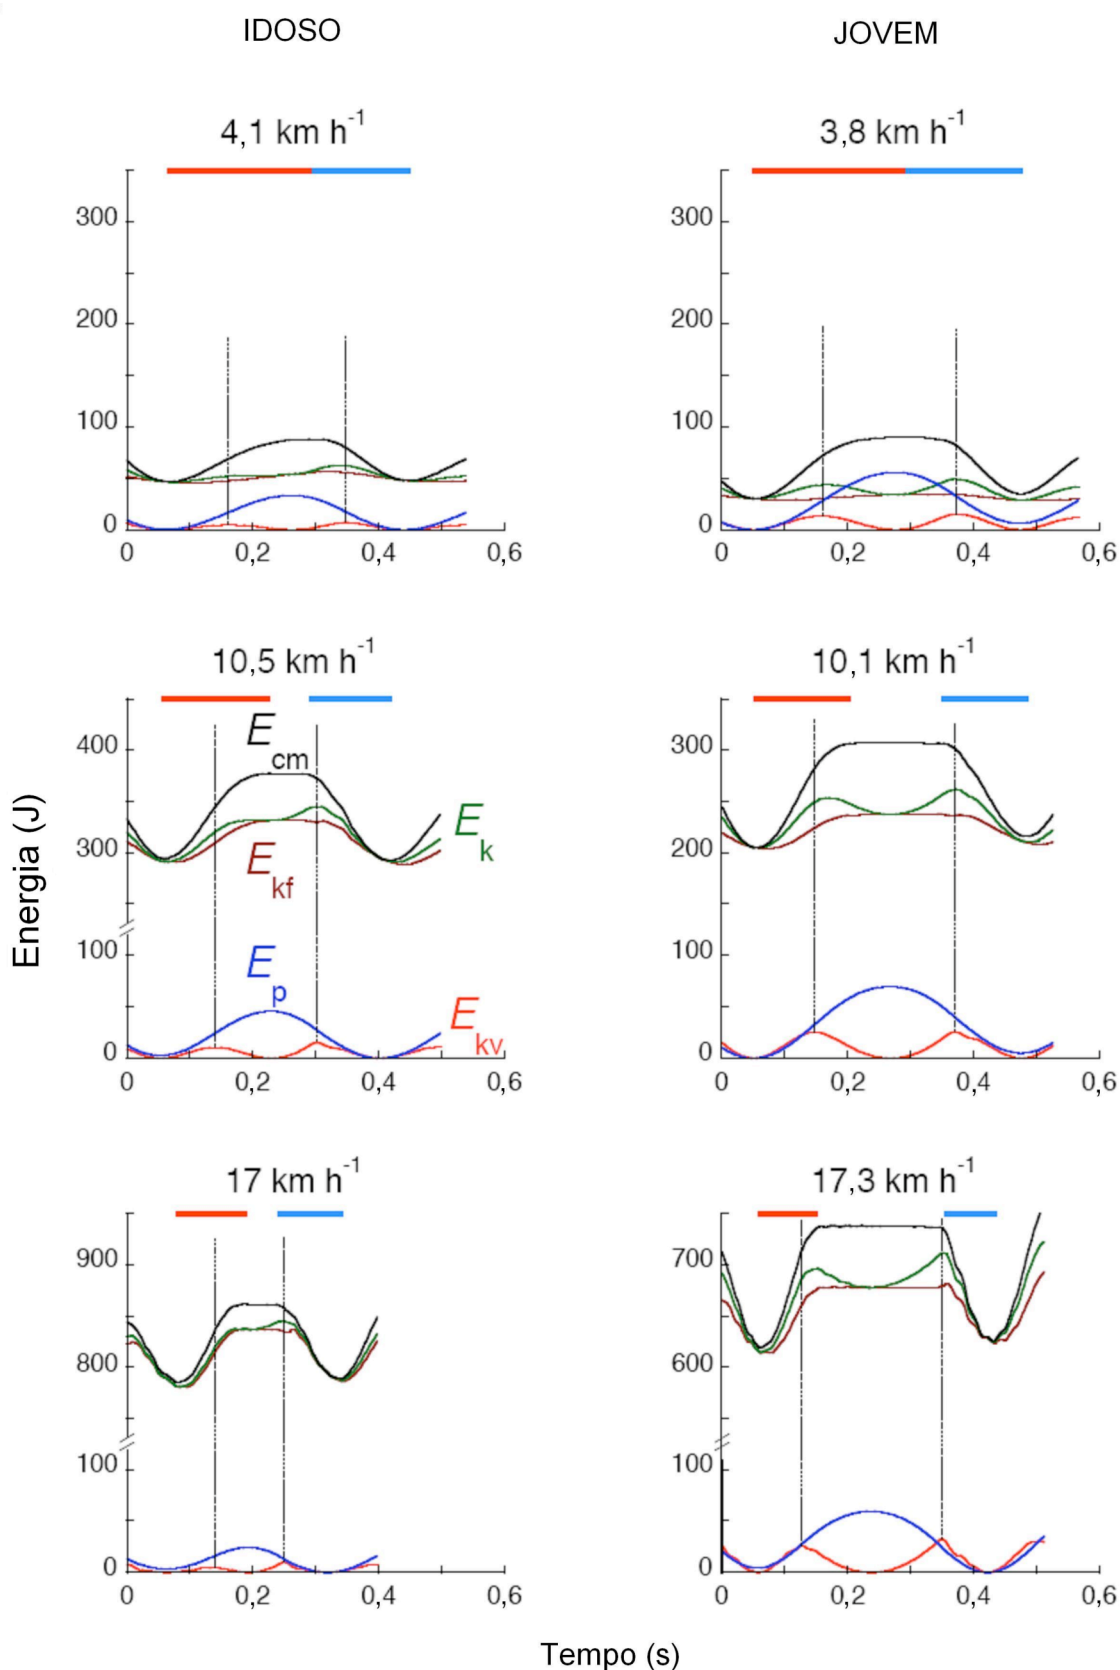 IDOSO
JOVEM
4,1 km h-1
3,8 km h-1
300
200
100
0
0 0,2 0,4 0,6
300
200
100
0
0 0,2 0,4 0,6
10,5 km h-1
10,1 km h-1
400
300
100
0
0 0,2 0,4 0,6
Ecm
Ek
Ekf
Ep
Ekv
300
200
100
0
0 0,2 0,4 0,6
Energia (J)
17 km h-1
17,3 km h-1
900
800
100
0
0 0,2 0,4 0,6
700
600
100
0
0 0,2 0,4 0,6
Tempo (s)